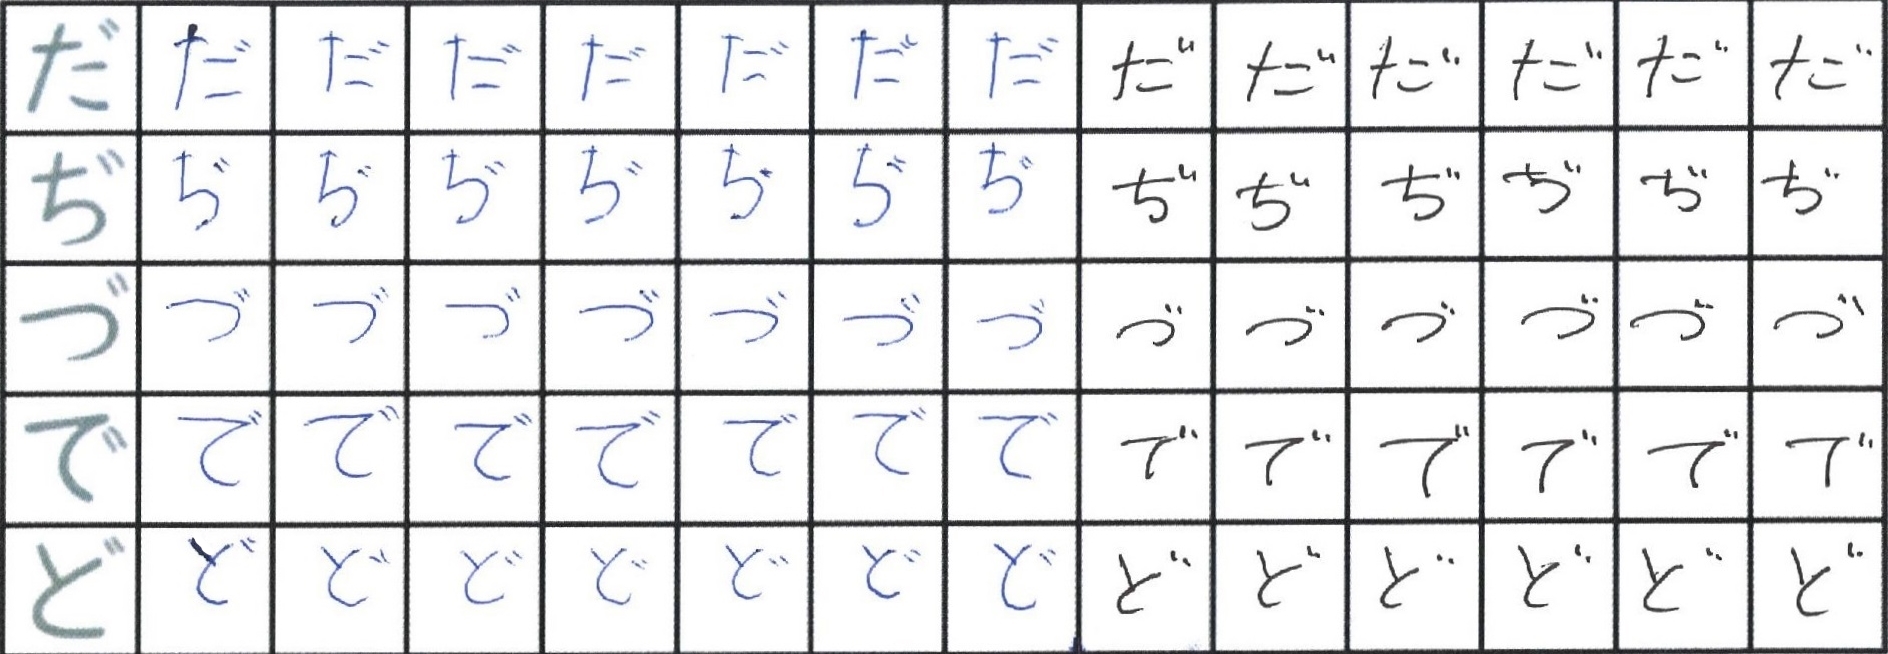 だ だ だ だ だ だ だ だ だ だ だ だ だ だ
ぢ ぢ ぢ ぢ ぢ ぢ ぢ ぢ ぢ ぢ ぢ ぢ ぢ ぢ
づ づ づ づ づ づ づ づ づ づ づ づ づ づ
で で で で で で で で で で で で で で
ど ど ど ど ど ど ど ど ど ど ど ど ど ど